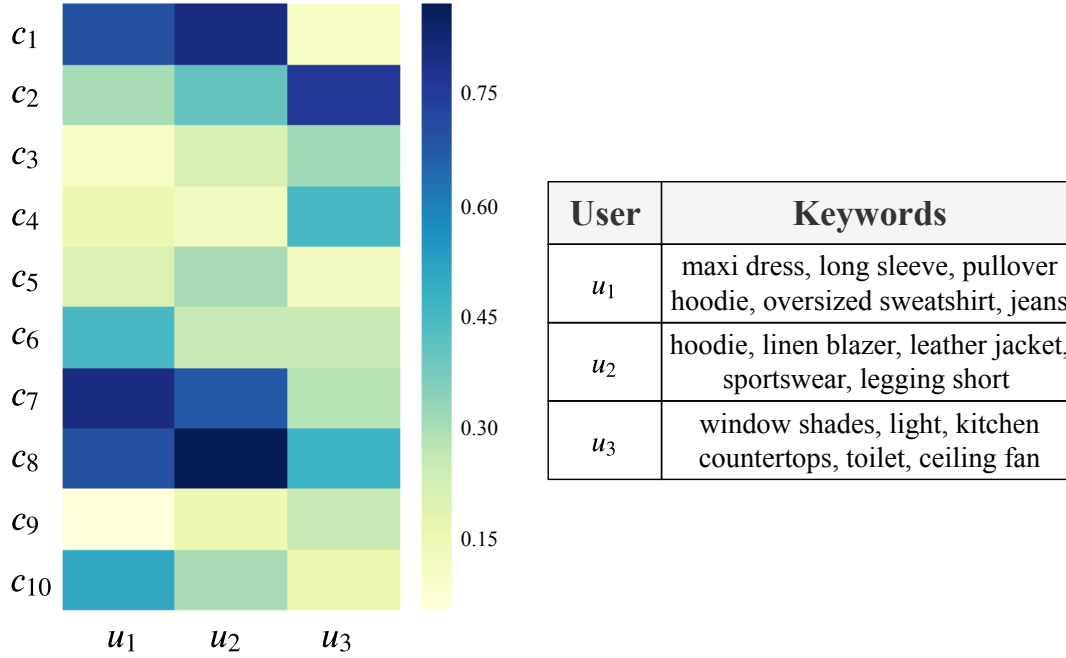 c1
c2
c3
c4
c5
c6
c7
c8
c9
c10
u1 u2 u3
0.75
0.60
0.45
0.30
0.15
User Keywords
u1
maxi dress, long sleeve, pullover
hoodie, oversized sweatshirt, jeans
u2
hoodie, linen blazer, leather jacket,
sportswear, legging short
u3
window shades, light, kitchen
countertops, toilet, ceiling fan